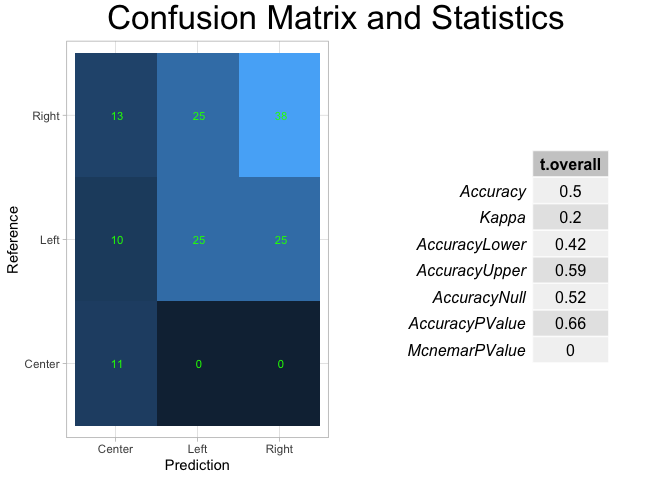 Confusion Matrix and Statistics
Right
13 25 38
Left
10 25 25
Center
11 0 0
Reference
Center Left Right
Prediction
t.overall
Accuracy 0.5
Kappa 0.2
AccuracyLower 0.42
AccuracyUpper 0.59
AccuracyNull 0.52
AccuracyPValue 0.66
McnemarPValue 0